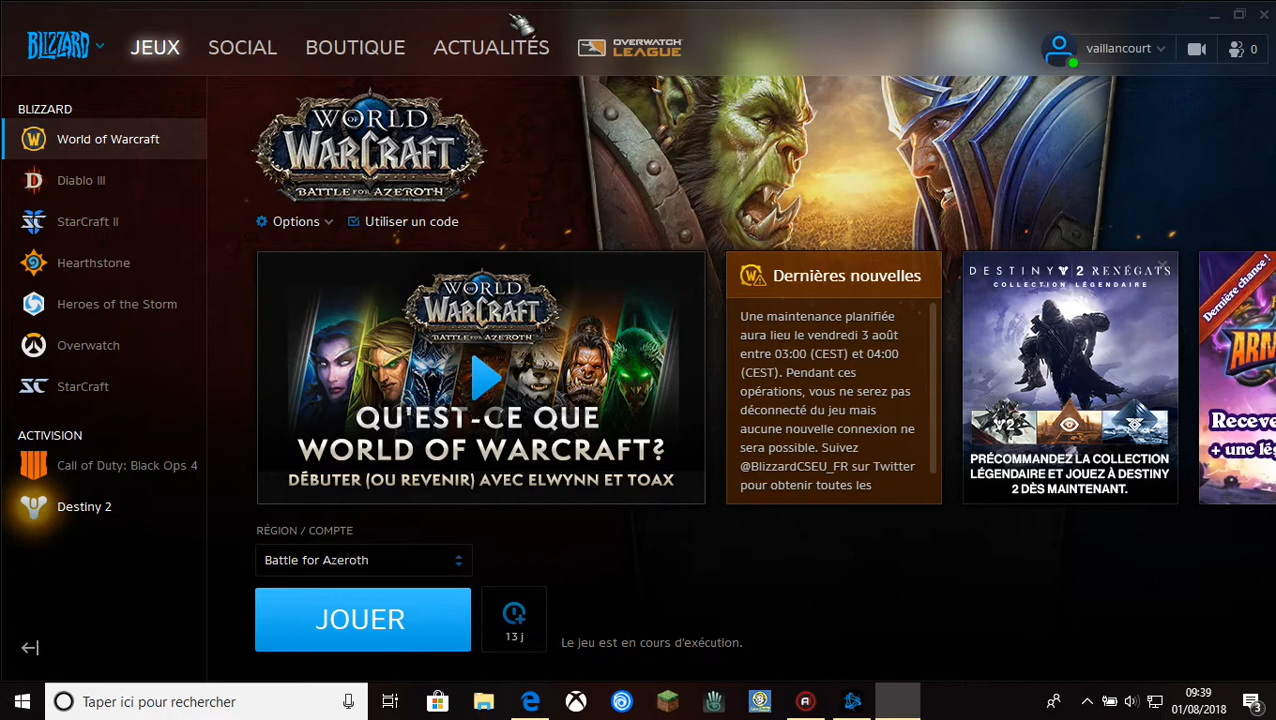 BLIZZARD
JEUX
SOCIAL
BOUTIQUE
ACTUALITÉS
OVERWATCH
LEAGUE
vaillancourt
0
BLIZZARD
World of Warcraft
Diablo III
StarCraft II
Hearthstone
Heroes of the Storm
Overwatch
StarCraft
ACTIVISION
Call of Duty: Black Ops 4
Destiny 2
WORLD
OF
WARCRAFT
BATTLE FOR AZEROTH
Options
Utiliser un code
WORLD
OF
WARCRAFT
BATTLE FOR AZEROTH
QU'EST-CE QUE
WORLD OF WARCRAFT?
DÉBUTER (OU REVENIR) AVEC ELWYNN ET TOAX
Dernières nouvelles
Une maintenance planifiée
aura lieu le vendredi 3 août
entre 03:00 (CEST) et 04:00
(CEST). Pendant ces
opérations, vous ne serez pas
déconnecté du jeu mais
aucune nouvelle connexion ne
sera possible. Suivez
@BlizzardCSEU_FR sur Twitter
pour obtenir toutes les
DESTINY 2 RENÉGATS
COLLECTION LÉGENDAIRE
PRÉCOMMANDEZ LA COLLECTION
LÉGENDAIRE ET JOUEZ À DESTINY
2 DÈS MAINTENANT.
Dernière chance !
ARM
Receve
+ une lé
RÉGION / COMPTE
Battle for Azeroth
JOUER
13 j
Le jeu est en cours d'exécution.
Taper ici pour rechercher
09:39
01/08/2018
3